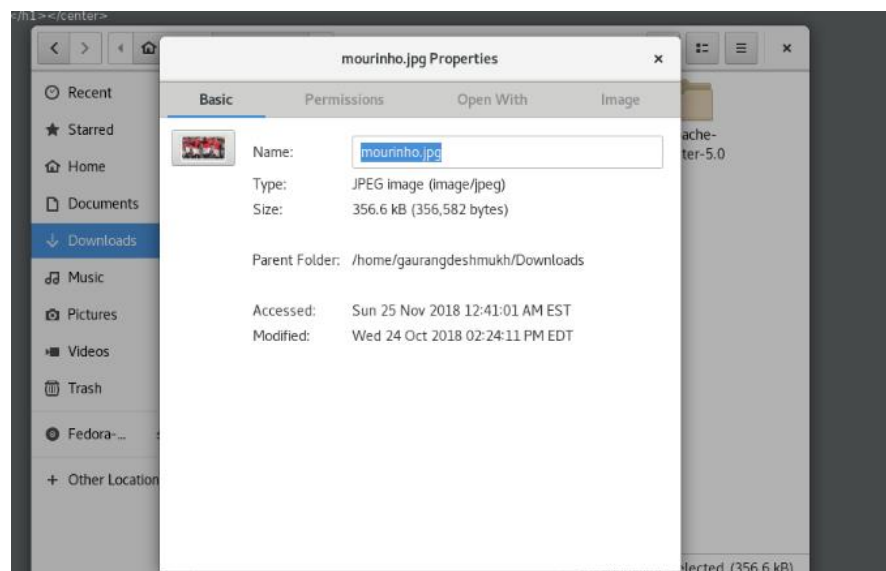 </h1></center>
mourinho.jpg Properties
Basic Permissions Open With Image
Recent
Starred
Home
Documents
Downloads
Music
Pictures
Videos
Trash
Fedora-...
+ Other Location
Name: mourinho.jpg
Type: JPEG image (image/jpeg)
Size: 356.6 kB (356,582 bytes)
Parent Folder: /home/gaurangdeshmukh/Downloads
Accessed: Sun 25 Nov 2018 12:41:01 AM EST
Modified: Wed 24 Oct 2018 02:24:11 PM EDT
ache-
ter-5.0
elected (356.6 kB)